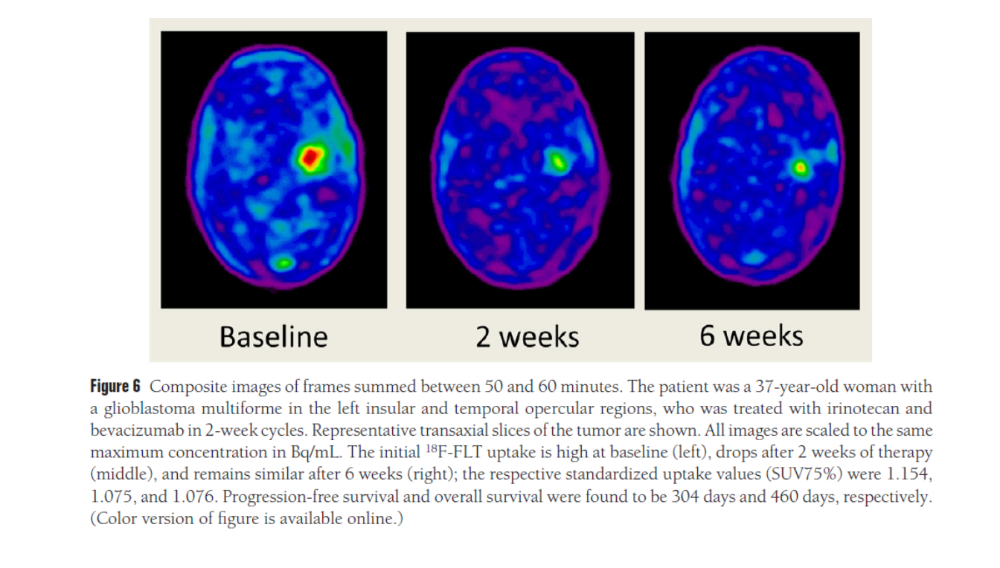 Baseline
2 weeks
6 weeks
Figure 6 Composite images of frames summed between 50 and 60 minutes. The patient was a 37-year-old woman with
a glioblastoma multiforme in the left insular and temporal opercular regions, who was treated with irinotecan and
bevacizumab in 2-week cycles. Representative transaxial slices of the tumor are shown. All images are scaled to the same
maximum concentration in Bq/mL. The initial ¹⁸F-FLT uptake is high at baseline (left), drops after 2 weeks of therapy
(middle), and remains similar after 6 weeks (right); the respective standardized uptake values (SUV75%) were 1.154,
1.075, and 1.076. Progression-free survival and overall survival were found to be 304 days and 460 days, respectively.
(Color version of figure is available online.)